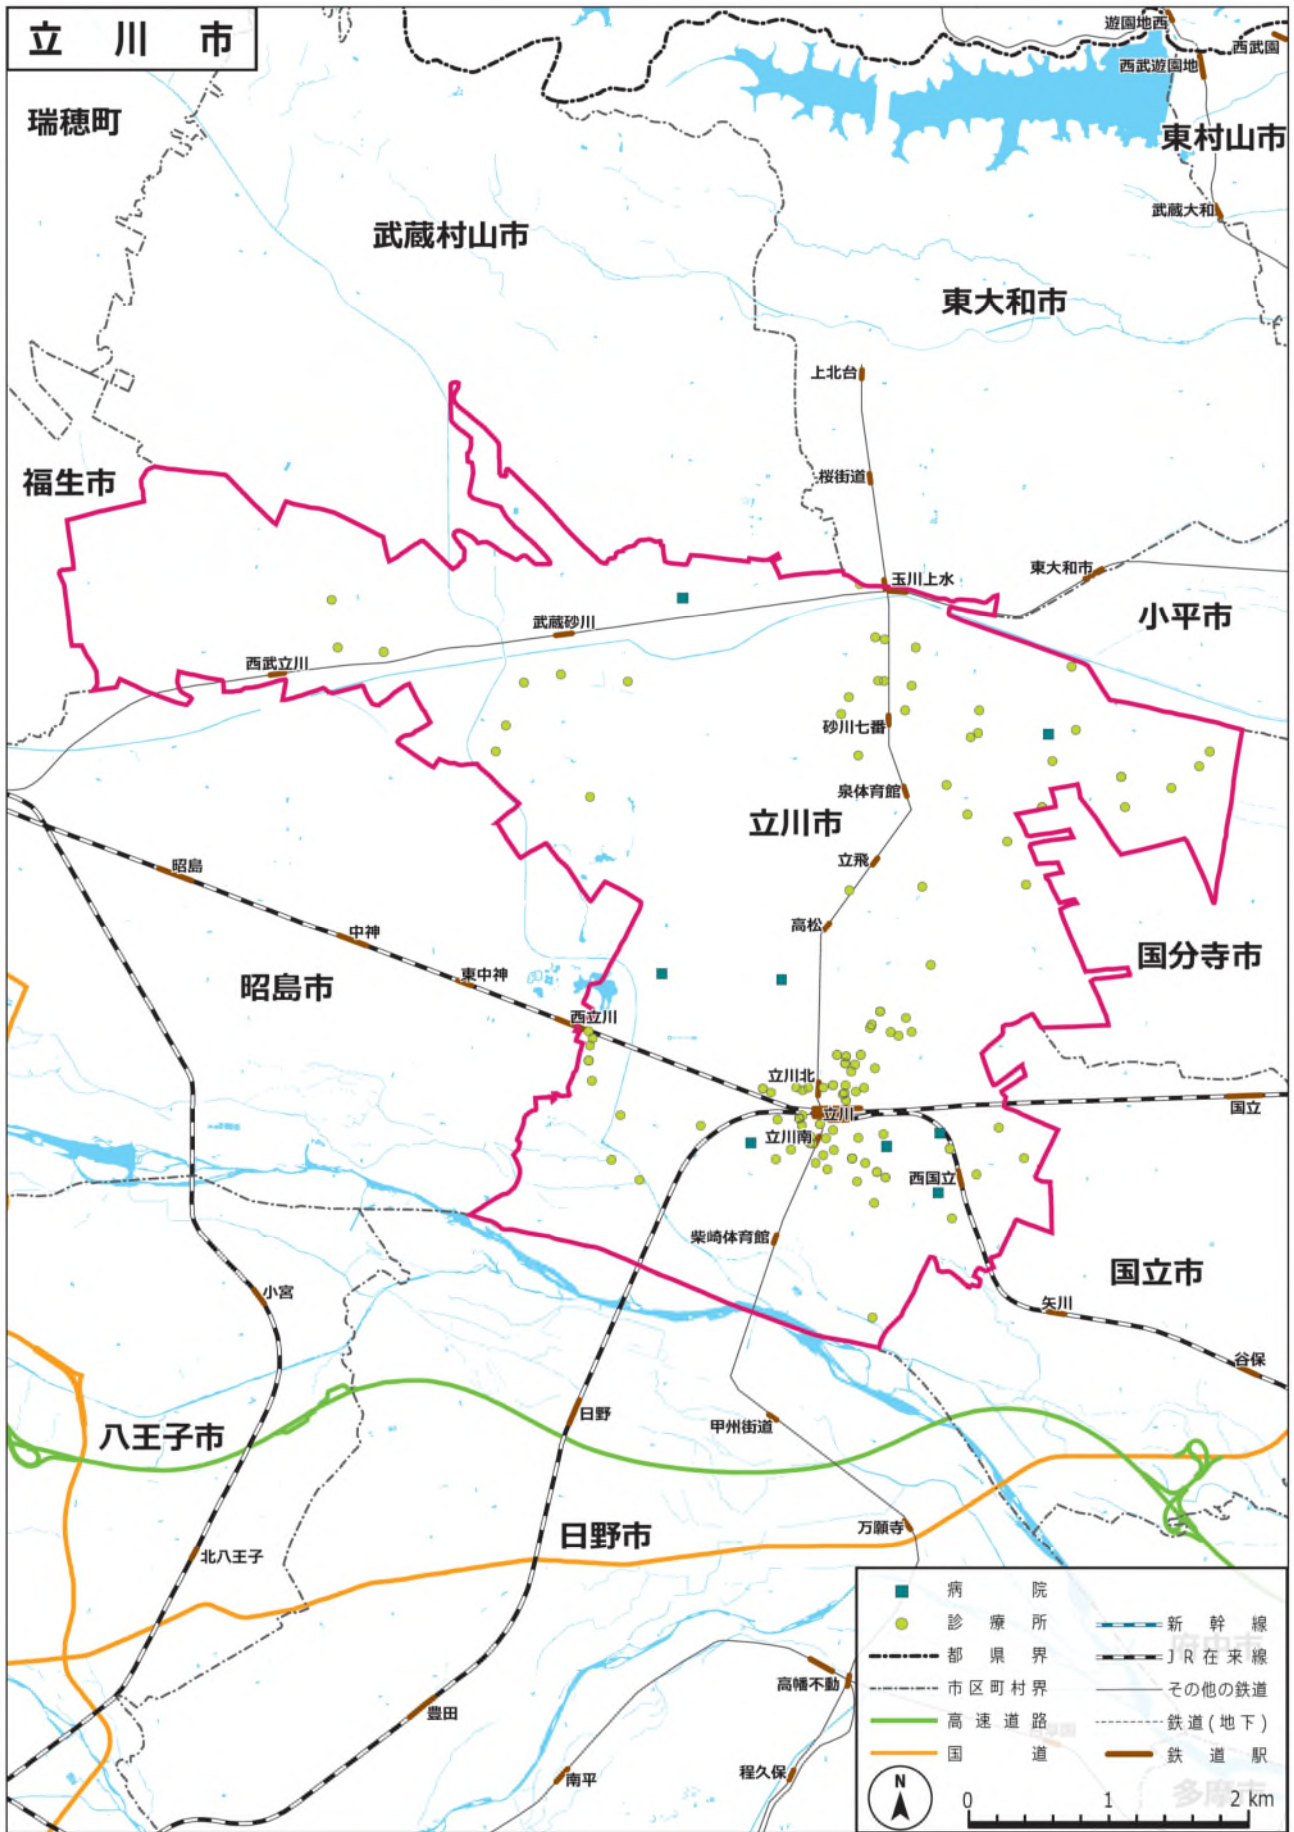 立川市
遊園地西
西武園
西武遊園地
瑞穂町
東村山市
武蔵大和
武蔵村山市
東大和市
上北台
福生市
桜街道
東大和市
玉川上水
小平市
武蔵砂川
西武立川
砂川七番
泉体育館
立川市
立飛
昭島
高松
中神
国分寺市
東中神
昭島市
西立川
立川北
国立
立川
立川南
西国立
柴崎体育館
国立市
小宮
矢川
谷保
日野
甲州街道
八王子市
万願寺
日野市
北八王子
高幡不動
豊田
南平
程久保
病院
診療所
新幹線
府中市
都県界
JR在来線
市区町村界
その他の鉄道
高速道路
鉄道(地下)
国道
鉄道駅
多摩市
N
0 1 2 km